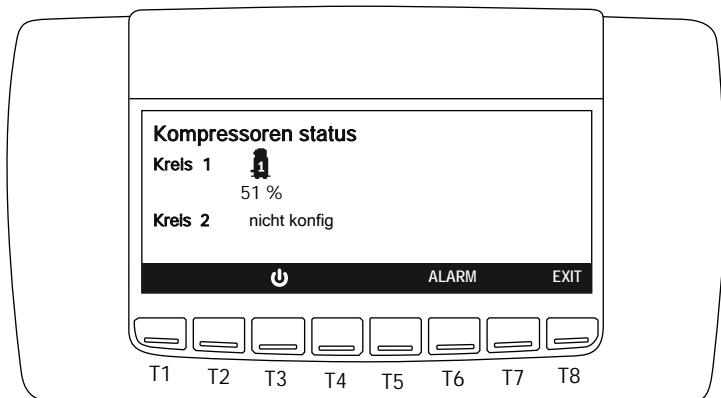 Kompressoren status
Kreis 1 1
51 %
Kreis 2 nicht konfig
ALARM EXIT
T1 T2 T3 T4 T5 T6 T7 T8